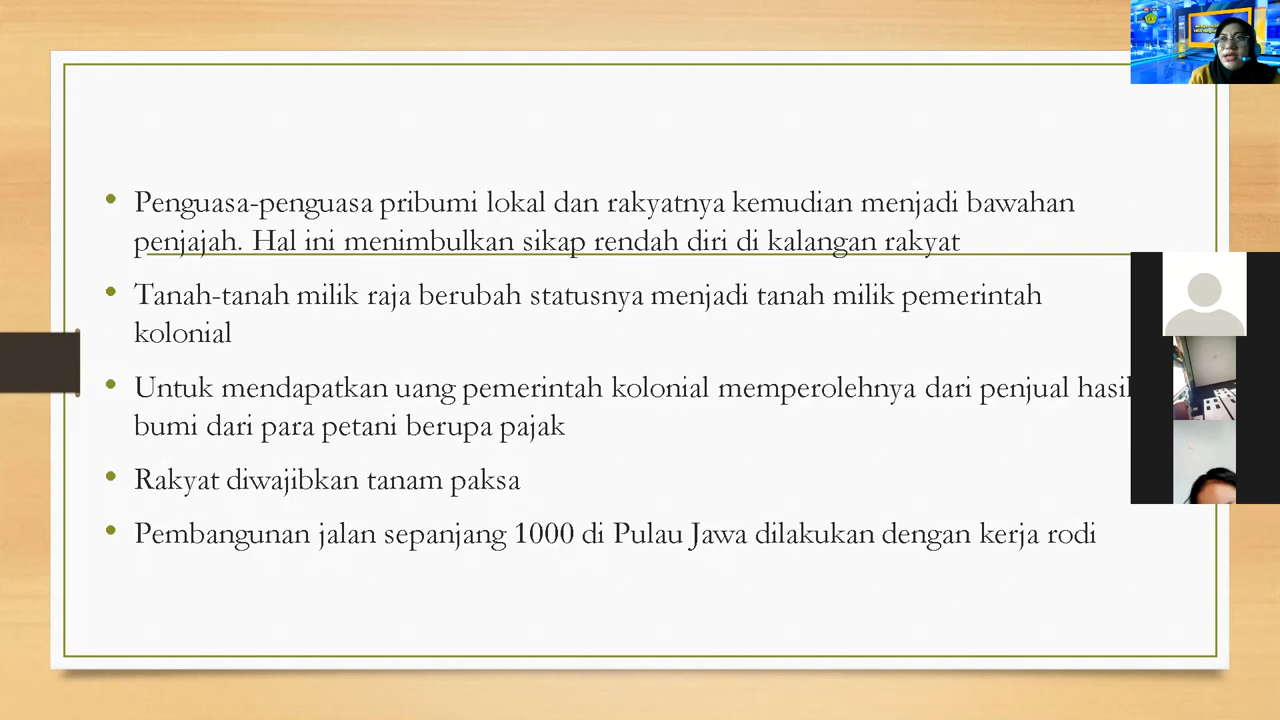 Penguasa-penguasa pribumi lokal dan rakyatnya kemudian menjadi bawahan
penjajah. Hal ini menimbulkan sikap rendah diri di kalangan rakyat
Tanah-tanah milik raja berubah statusnya menjadi tanah milik pemerintah
kolonial
Untuk mendapatkan uang pemerintah kolonial memperolehnya dari penjual hasil
bumi dari para petani berupa pajak
Rakyat diwajibkan tanam paksa
Pembangunan jalan sepanjang 1000 di Pulau Jawa dilakukan dengan kerja rodi